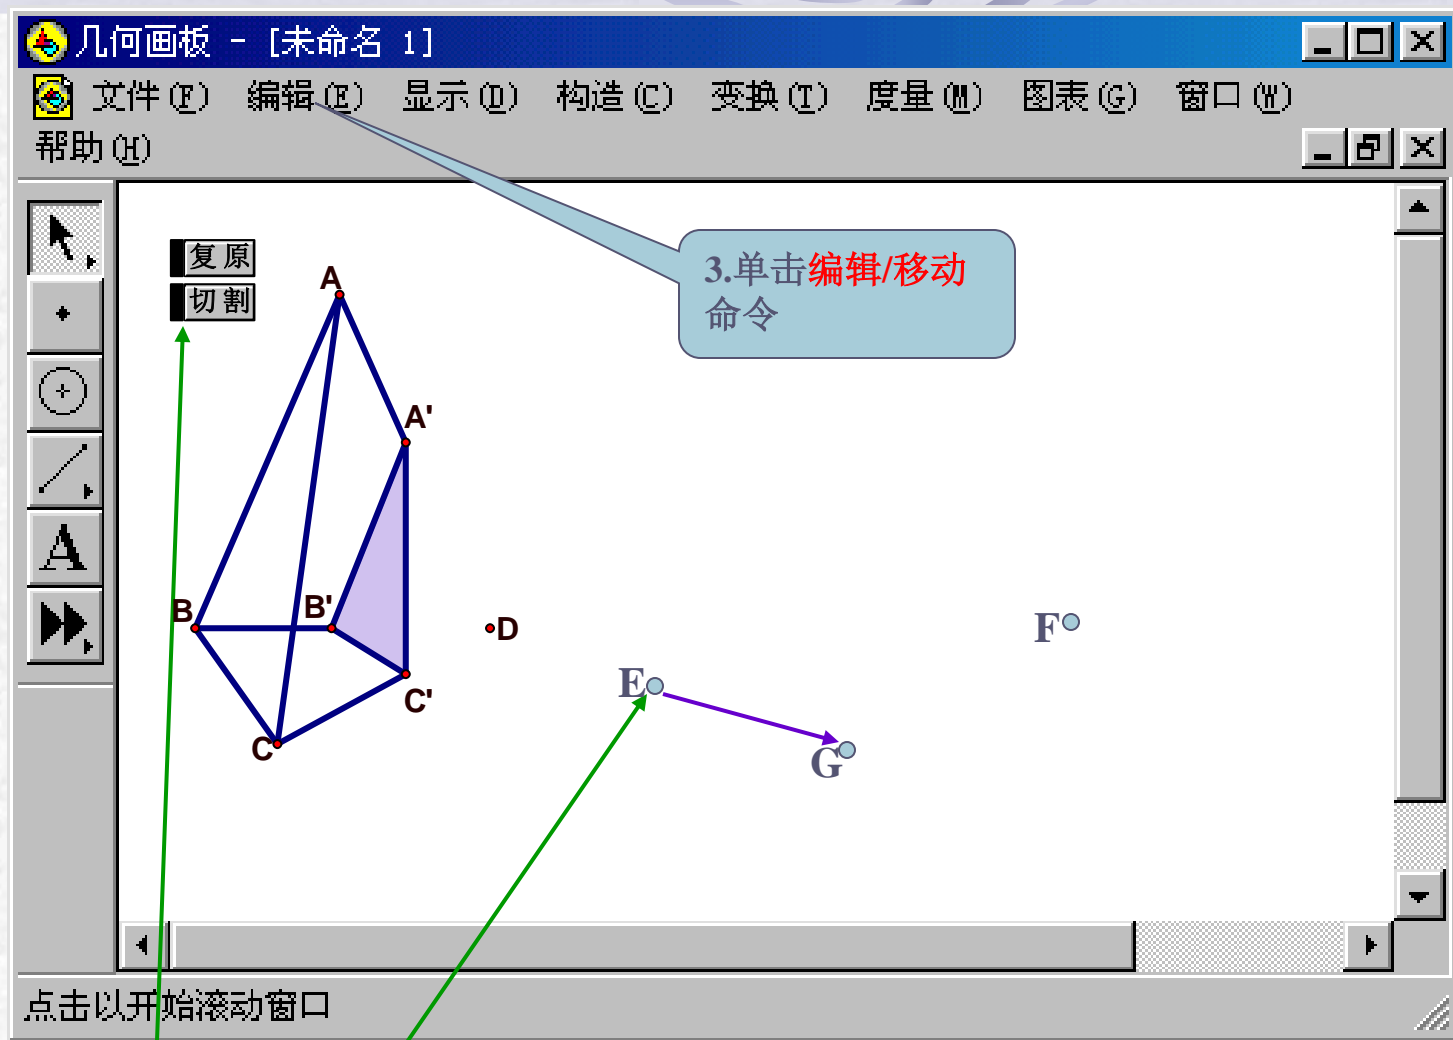 几何画板 - [未命名 1]
文件(F) 编辑(E) 显示(D) 构造(C) 变换(T) 度量(M) 图表(G) 窗口(W)
帮助(H)
复原
切割
3.单击编辑/移动
命令
A
A'
B
B'
D
F
E
C'
C
G
A
点击以开始滚动窗口